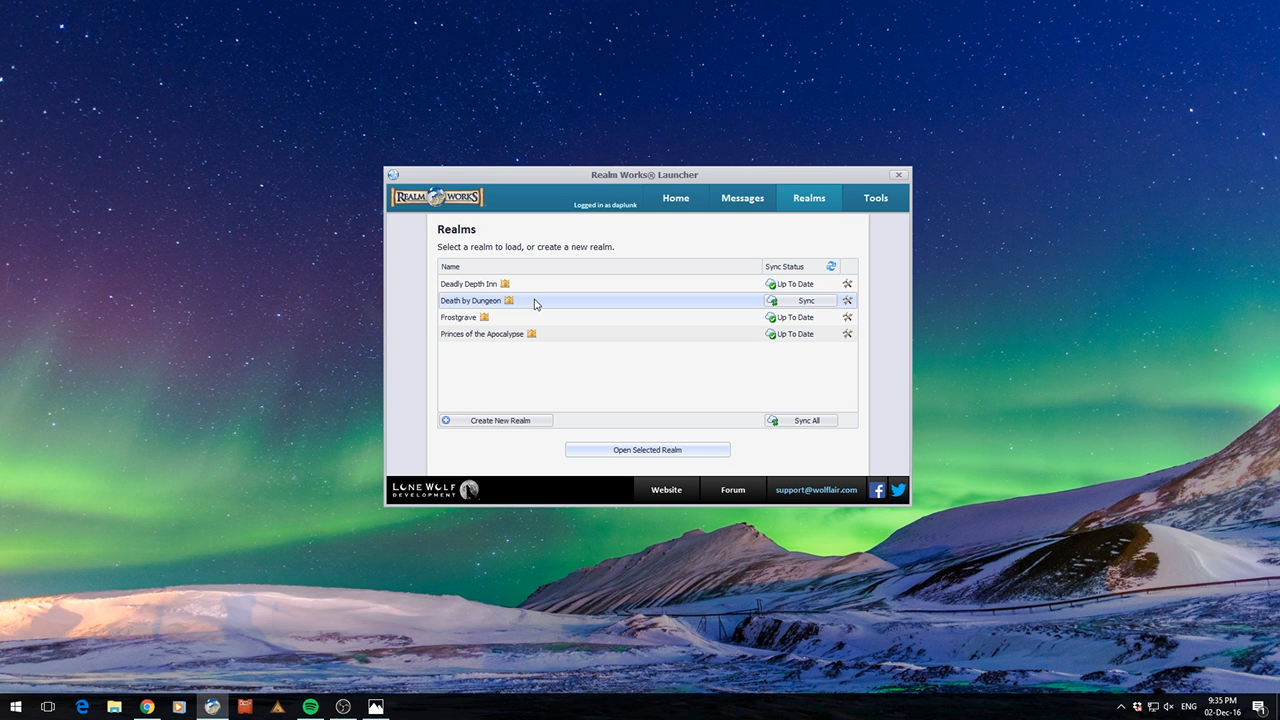 Realm Works® Launcher
REALM WORKS
Logged in as daplunk
Home
Messages
Realms
Tools
Realms
Select a realm to load, or create a new realm.
Name
Sync Status
Deadly Depth Inn
Up To Date
Death by Dungeon
Sync
Frostgrave
Up To Date
Princes of the Apocalypse
Up To Date
Create New Realm
Sync All
Open Selected Realm
LONE WOLF
DEVELOPMENT
Website
Forum
support@wolflair.com
ENG
9:35 PM
02-Dec-16
1